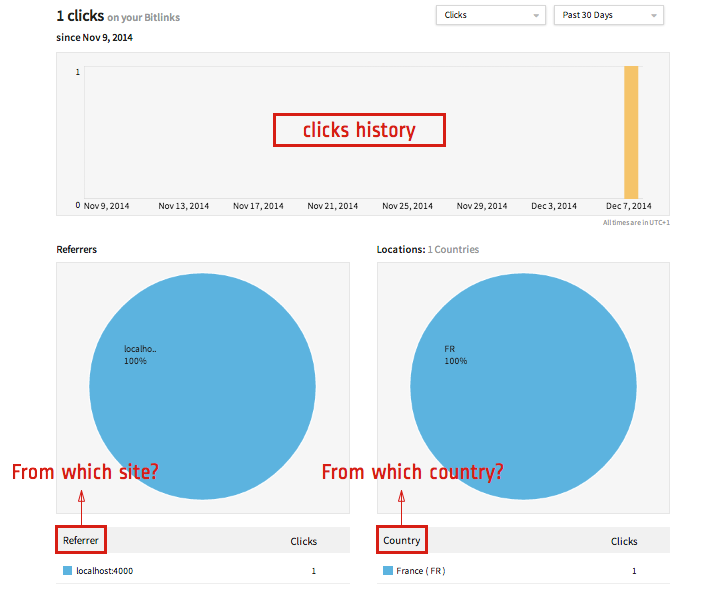 1 clicks on your Bitlinks
Clicks
Past 30 Days
since Nov 9, 2014
1
clicks history
0
Nov 9, 2014 Nov 13, 2014 Nov 17, 2014 Nov 21, 2014 Nov 25, 2014 Nov 29, 2014 Dec 3, 2014 Dec 7, 2014
All times are in UTC+1
Referrers
localho..
100%
From which site?
Referrer Clicks
localhost:4000 1
Locations: 1 Countries
FR
100%
From which country?
Country Clicks
France ( FR ) 1